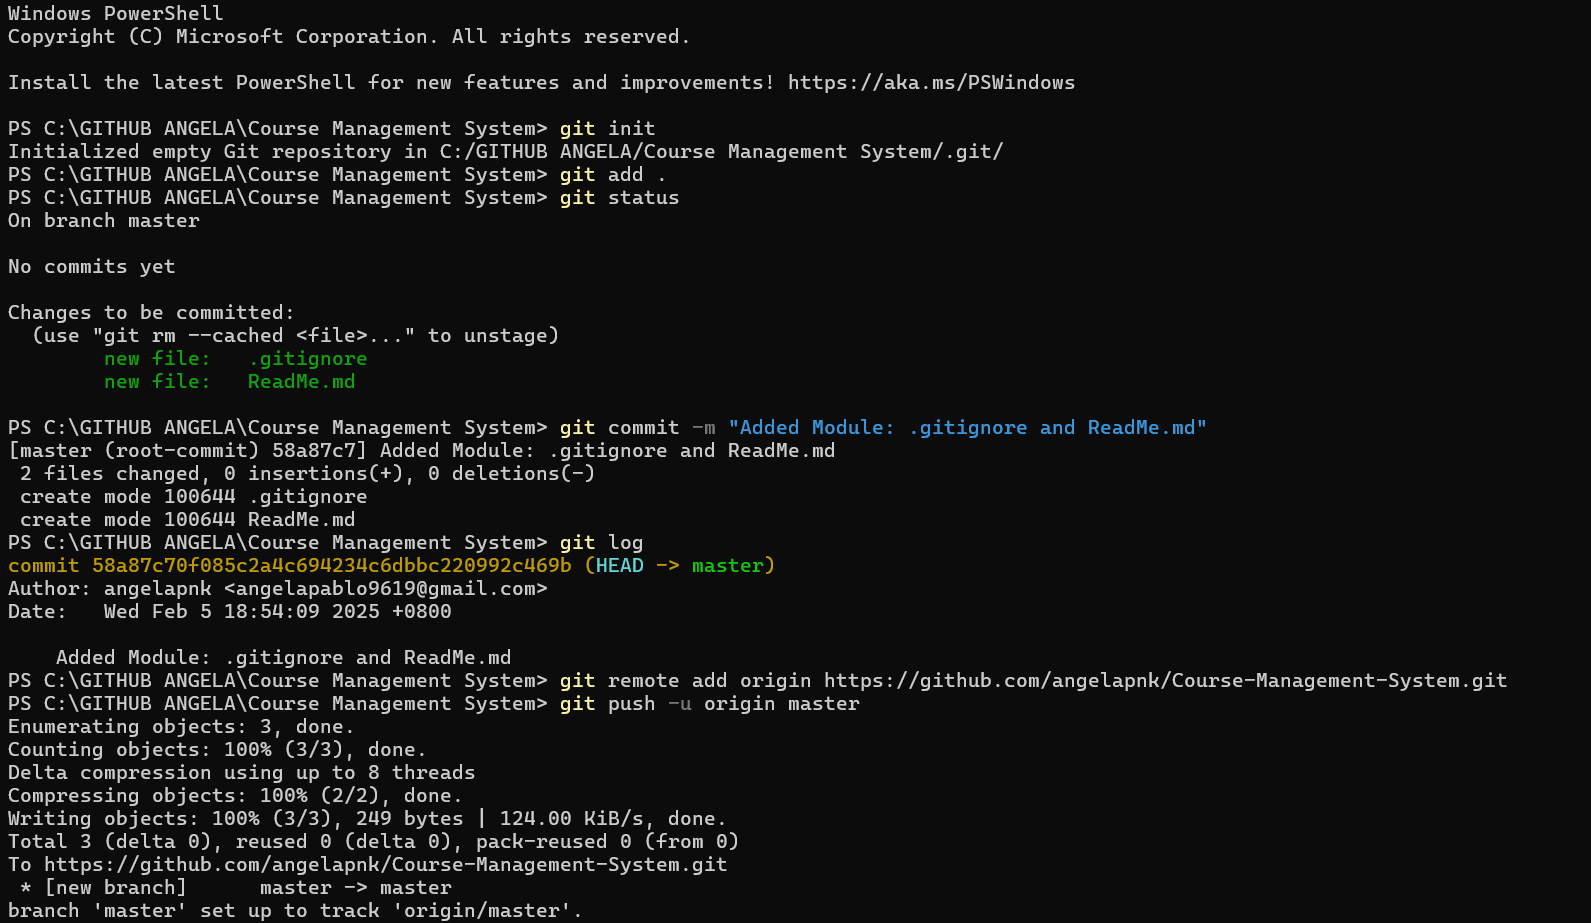 Windows PowerShell
Copyright (C) Microsoft Corporation. All rights reserved.
Install the latest PowerShell for new features and improvements! https://aka.ms/PSWindows
PS C:\GITHUB ANGELA\Course Management System> git init
Initialized empty Git repository in C:/GITHUB ANGELA/Course Management System/.git/
PS C:\GITHUB ANGELA\Course Management System> git add .
PS C:\GITHUB ANGELA\Course Management System> git status
On branch master
No commits yet
Changes to be committed:
  (use "git rm --cached <file>..." to unstage)
        new file:   .gitignore
        new file:   ReadMe.md
PS C:\GITHUB ANGELA\Course Management System> git commit -m "Added Module: .gitignore and ReadMe.md"
[master (root-commit) 58a87c7] Added Module: .gitignore and ReadMe.md
 2 files changed, 0 insertions(+), 0 deletions(-)
 create mode 100644 .gitignore
 create mode 100644 ReadMe.md
PS C:\GITHUB ANGELA\Course Management System> git log
commit 58a87c70f085c2a4c694234c6dbbc220992c469b (HEAD -> master)
Author: angelapnk <angelapablo9619@gmail.com>
Date:   Wed Feb 5 18:54:09 2025 +0800
    Added Module: .gitignore and ReadMe.md
PS C:\GITHUB ANGELA\Course Management System> git remote add origin https://github.com/angelapnk/Course-Management-System.git
PS C:\GITHUB ANGELA\Course Management System> git push -u origin master
Enumerating objects: 3, done.
Counting objects: 100% (3/3), done.
Delta compression using up to 8 threads
Compressing objects: 100% (2/2), done.
Writing objects: 100% (3/3), 249 bytes | 124.00 KiB/s, done.
Total 3 (delta 0), reused 0 (delta 0), pack-reused 0 (from 0)
To https://github.com/angelapnk/Course-Management-System.git
 * [new branch]      master -> master
branch 'master' set up to track 'origin/master'.